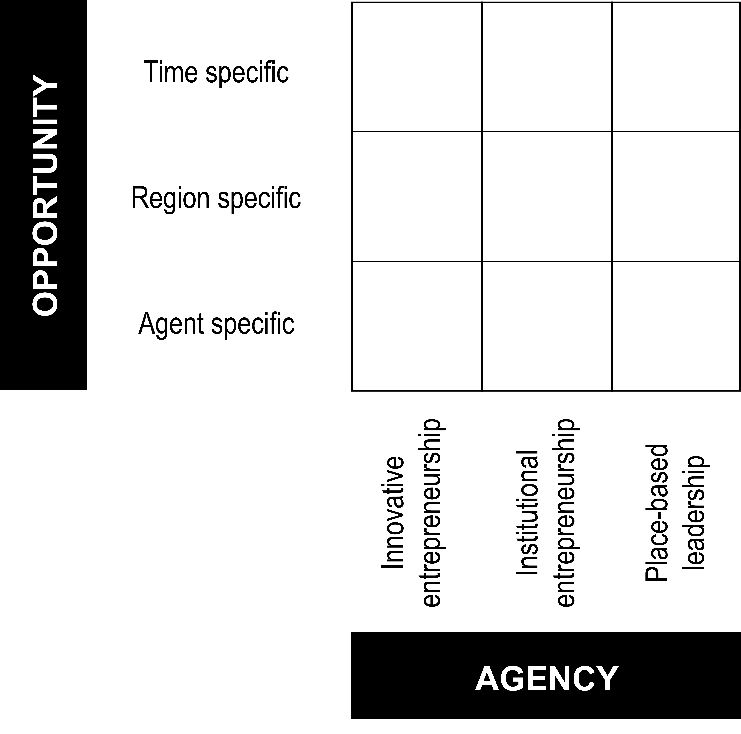 OPPORTUNITY
Time specific
Region specific
Agent specific
Innovative
entrepreneurship
Institutional
entrepreneurship
Place-based
leadership
AGENCY